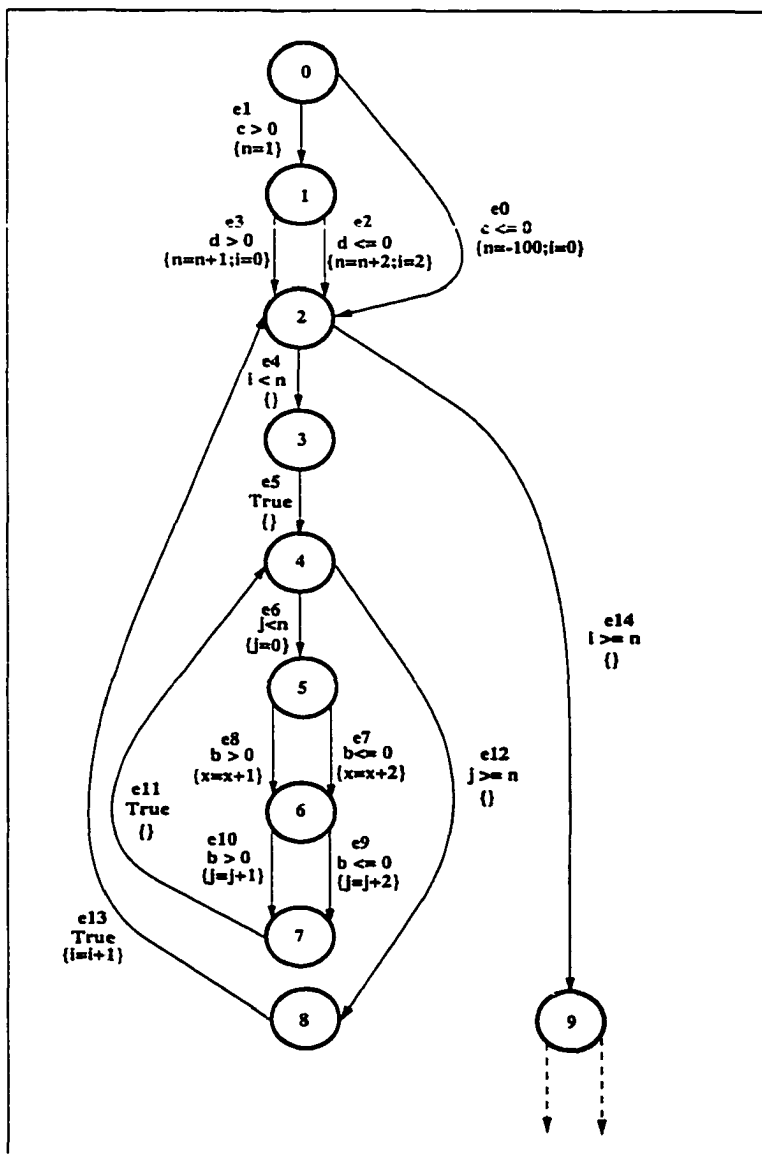 0
e1
c > 0
{n=1}
1
e0
c <= 0
{n=-100;i=0}
e3
d > 0
{n=n+1;i=0}
e2
d <= 0
{n=n+2;i=2}
2
e4
i < n
{}
3
e5
True
{}
4
e6
j<n
{j=0}
e14
i >= n
{}
5
e8
b > 0
{x=x+1}
e7
b<= 0
{x=x+2}
e12
j >= n
{}
e11
True
{}
6
e10
b > 0
{j=j+1}
e9
b <= 0
{j=j+2}
e13
True
{i=i+1}
7
8
9